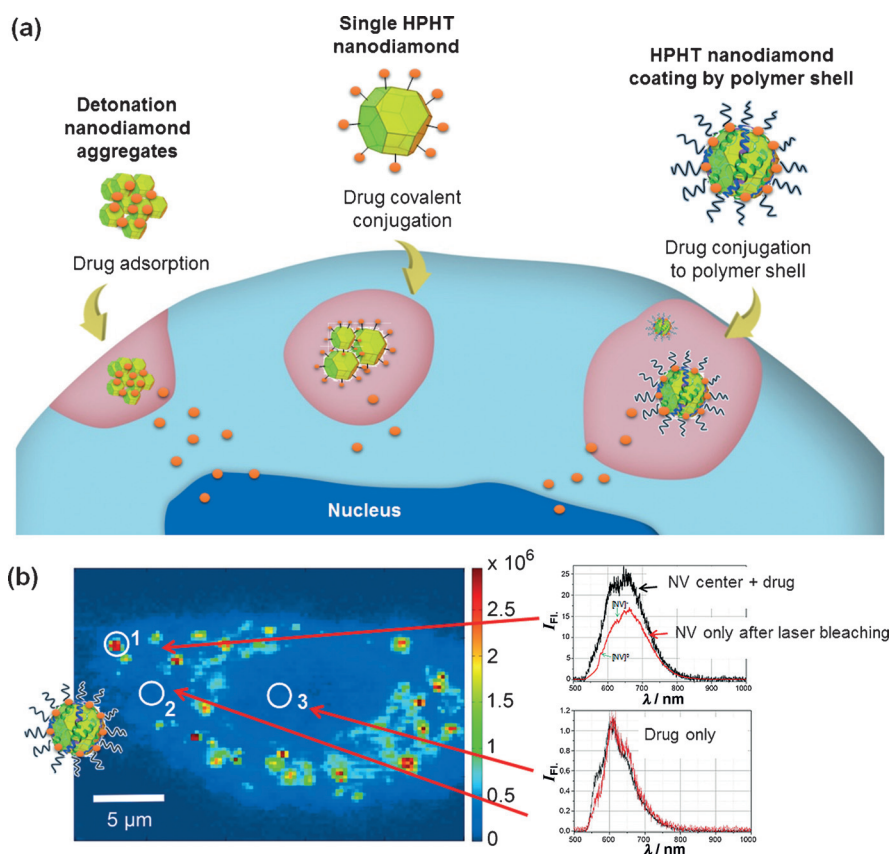 (a)
Single HPHT
nanodiamond
HPHT nanodiamond
coating by polymer shell
Detonation
nanodiamond
aggregates
Drug covalent
conjugation
Drug adsorption
Drug conjugation
to polymer shell
Nucleus
(b)
x 10⁶
2.5
2
1.5
1
0.5
0
1
2
3
5 µm
25
20
15
10
5
0
I_Fl.
NV center + drug
[NV]⁻
NV only after laser bleaching
[NV]⁰
500 600 700 800 900 1000
λ / nm
1.2
1.0
0.8
0.6
0.4
0.2
0.0
I_Fl.
Drug only
500 600 700 800 900 1000
λ / nm